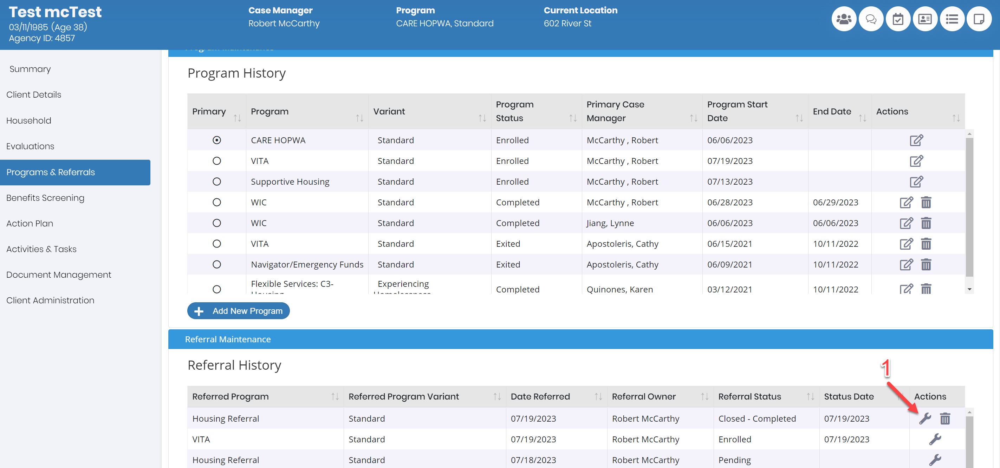 Test mcTest
03/11/1985 (Age 38)
Agency ID: 4857
Case Manager
Robert McCarthy
Program
CARE HOPWA, Standard
Current Location
602 River St
Summary
Client Details
Household
Evaluations
Programs & Referrals
Benefits Screening
Action Plan
Activities & Tasks
Document Management
Client Administration
Program History
Primary Program Variant Program Status Primary Case Manager Program Start Date End Date Actions
CARE HOPWA Standard Enrolled McCarthy , Robert 06/06/2023
VITA Standard Enrolled McCarthy , Robert 07/19/2023
Supportive Housing Standard Enrolled McCarthy , Robert 07/13/2023
WIC Standard Completed McCarthy , Robert 06/28/2023 06/29/2023
WIC Standard Completed Jiang, Lynne 06/06/2023 06/06/2023
VITA Standard Exited Apostoleris, Cathy 06/15/2021 10/11/2022
Navigator/Emergency Funds Standard Exited Apostoleris, Cathy 06/09/2021 10/11/2022
Flexible Services: C3- Experiencing Completed Quinones, Karen 03/12/2021 10/11/2022
Add New Program
Referral Maintenance
Referral History
1
Referred Program Referred Program Variant Date Referred Referral Owner Referral Status Status Date Actions
Housing Referral Standard 07/19/2023 Robert McCarthy Closed - Completed 07/19/2023
VITA Standard 07/19/2023 Robert McCarthy Enrolled 07/19/2023
Housing Referral Standard 07/18/2023 Robert McCarthy Pending